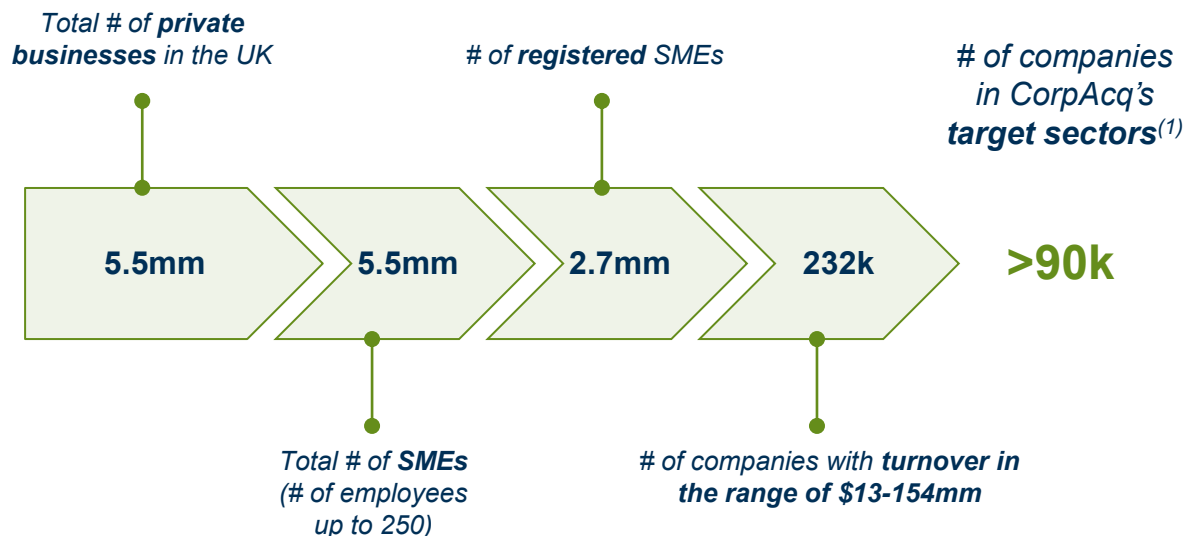 Total # of private
businesses in the UK
# of registered SMEs
# of companies
in CorpAcq's
target sectors(1)
5.5mm
5.5mm
2.7mm
232k
>90k
Total # of SMEs
(# of employees
up to 250)
# of companies with turnover in
the range of $13-154mm